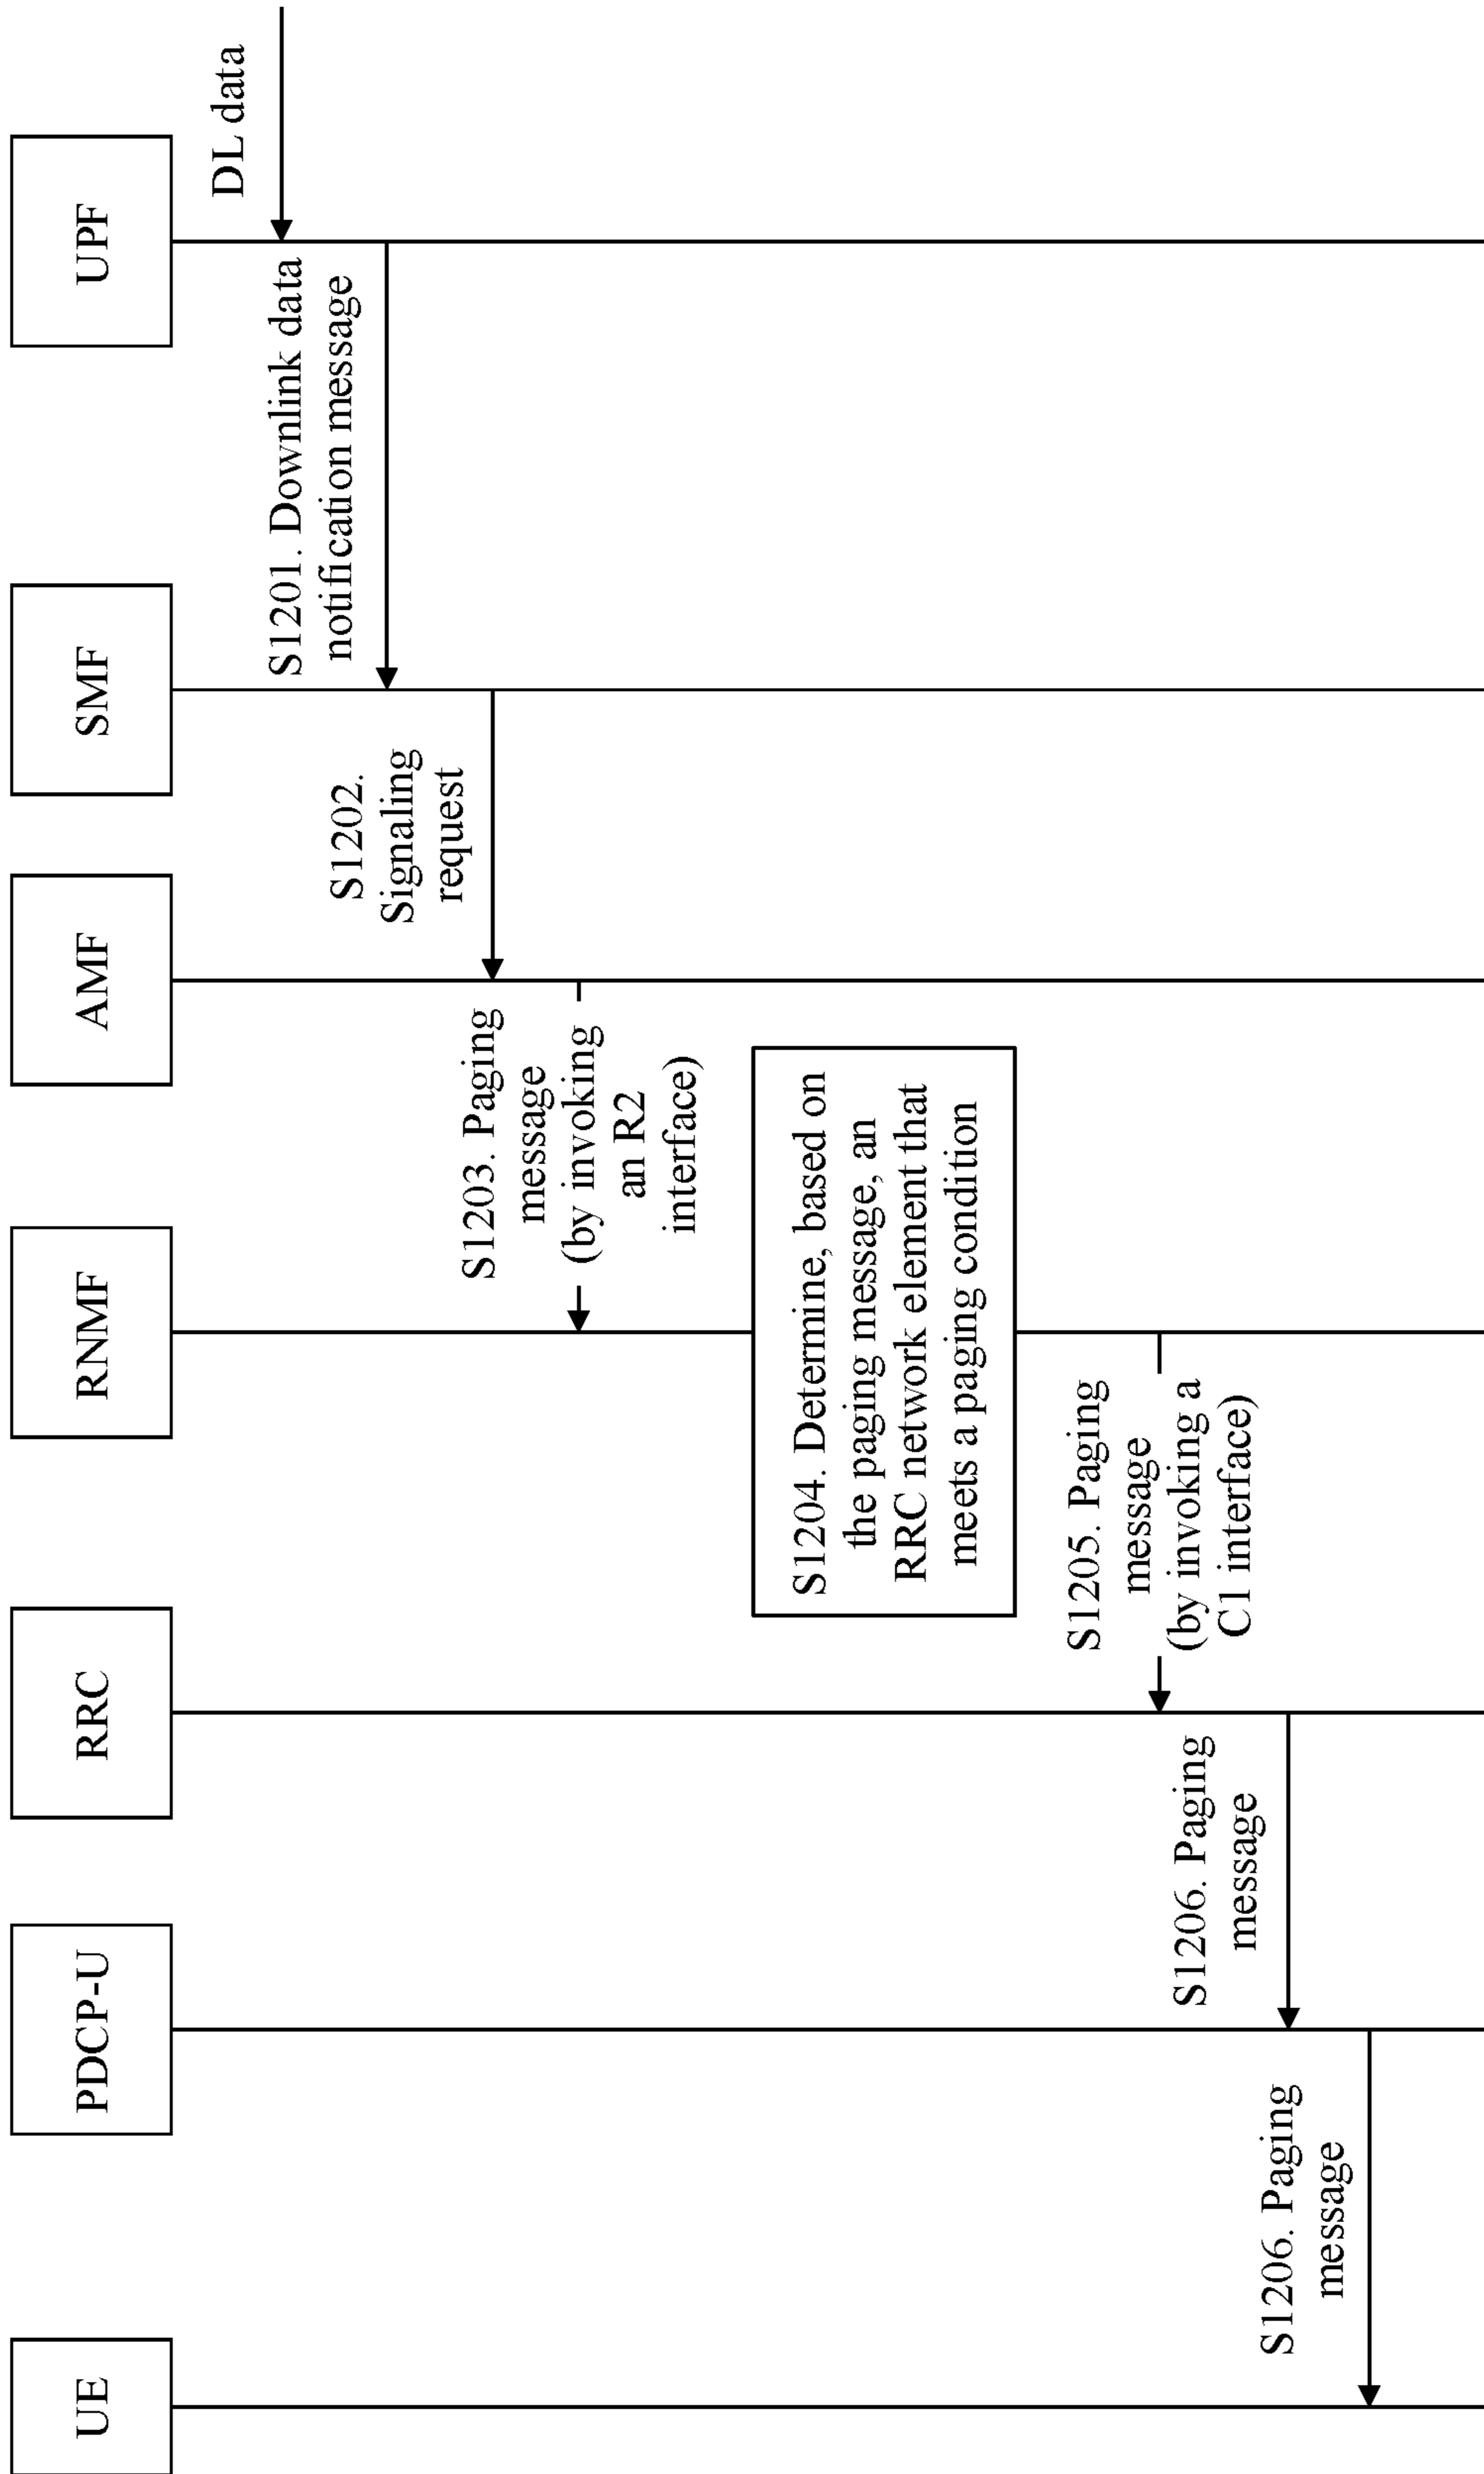 UE
PDCP-U
RRC
RNMF
AMF
SMF
UPF
DL data
S1201. Downlink data
notification message
S1202.
Signaling
request
S1203. Paging
message
(by invoking
an R2
interface)
S1204. Determine, based on
the paging message, an
RRC network element that
meets a paging condition
S1205. Paging
message
(by invoking a
C1 interface)
S1206. Paging
message
S1206. Paging
message